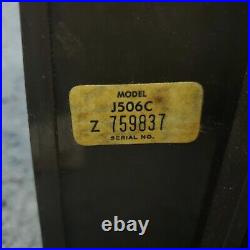 MODEL
J506C
Z 759837
SERIAL NO.